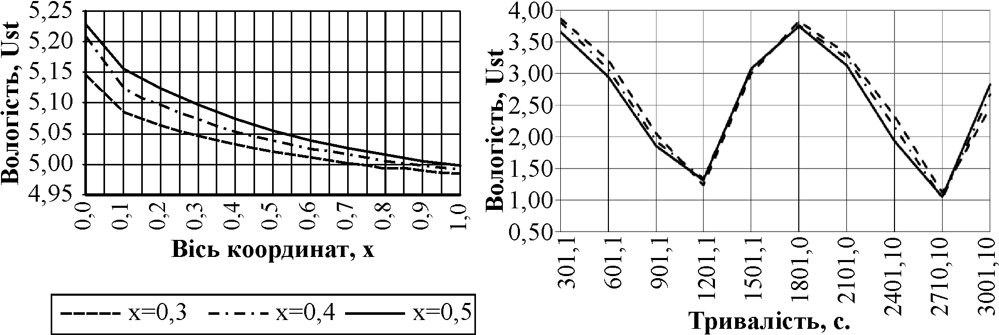 5,25
5,20
5,15
5,10
5,05
5,00
4,95
Вологість, Ust
0,0 0,1 0,2 0,3 0,4 0,5 0,6 0,7 0,8 0,9 1,0
Вісь координат, х
x=0,3 x=0,4 x=0,5
4,00
3,50
3,00
2,50
2,00
1,50
1,00
0,50
Вологість, Ust
301,1 601,1 901,1 1201,1 1501,1 1801,0 2101,0 2401,10 2710,10 3001,10
Тривалість, с.